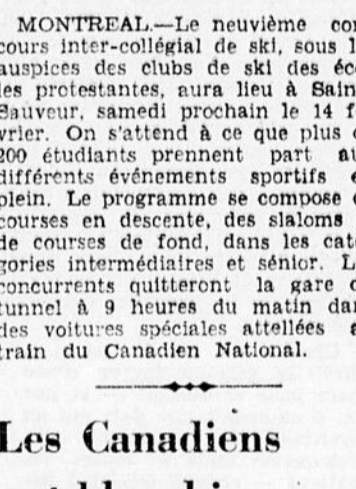 MONTREAL.—Le neuvième con
cours inter-collégial de ski, sous l
auspices des clubs de ski des éco
les protestantes, aura lieu à Sain
Sauveur, samedi prochain le 14 f
vrier. On s'attend à ce que plus d
200 étudiants prennent part au
différents événements sportifs e
plein. Le programme se compose d
courses en descente, des slaloms
de courses de fond, dans les caté
gories intermédiaires et sénior. L
concurrents quitteront la gare d
tunnel à 9 heures du matin dan
des voitures spéciales attellées a
train du Canadien National.
Les Canadiens